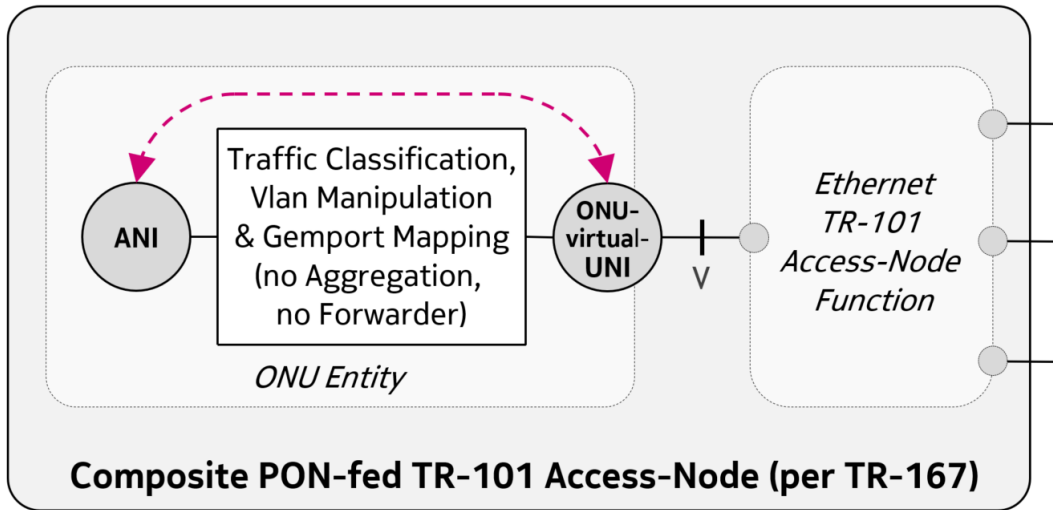 Traffic Classification,
Vlan Manipulation
& Gemport Mapping
(no Aggregation,
no Forwarder)
ANI
ONU-
virtual-
UNI
V
Ethernet
TR-101
Access-Node
Function
ONU Entity
Composite PON-fed TR-101 Access-Node (per TR-167)